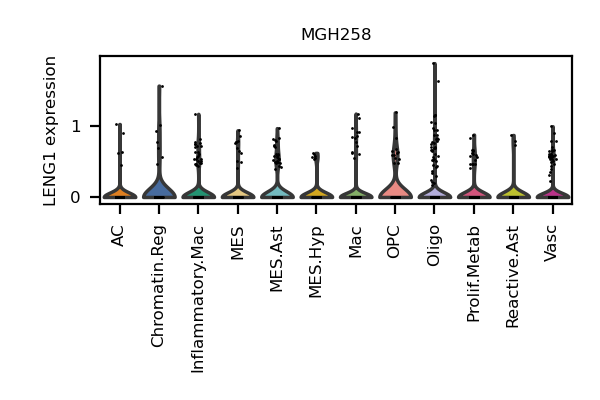 MGH258
LENG1 expression
1
0
AC
Chromatin.Reg
Inflammatory.Mac
MES
MES.Ast
MES.Hyp
Mac
OPC
Oligo
Prolif.Metab
Reactive.Ast
Vasc